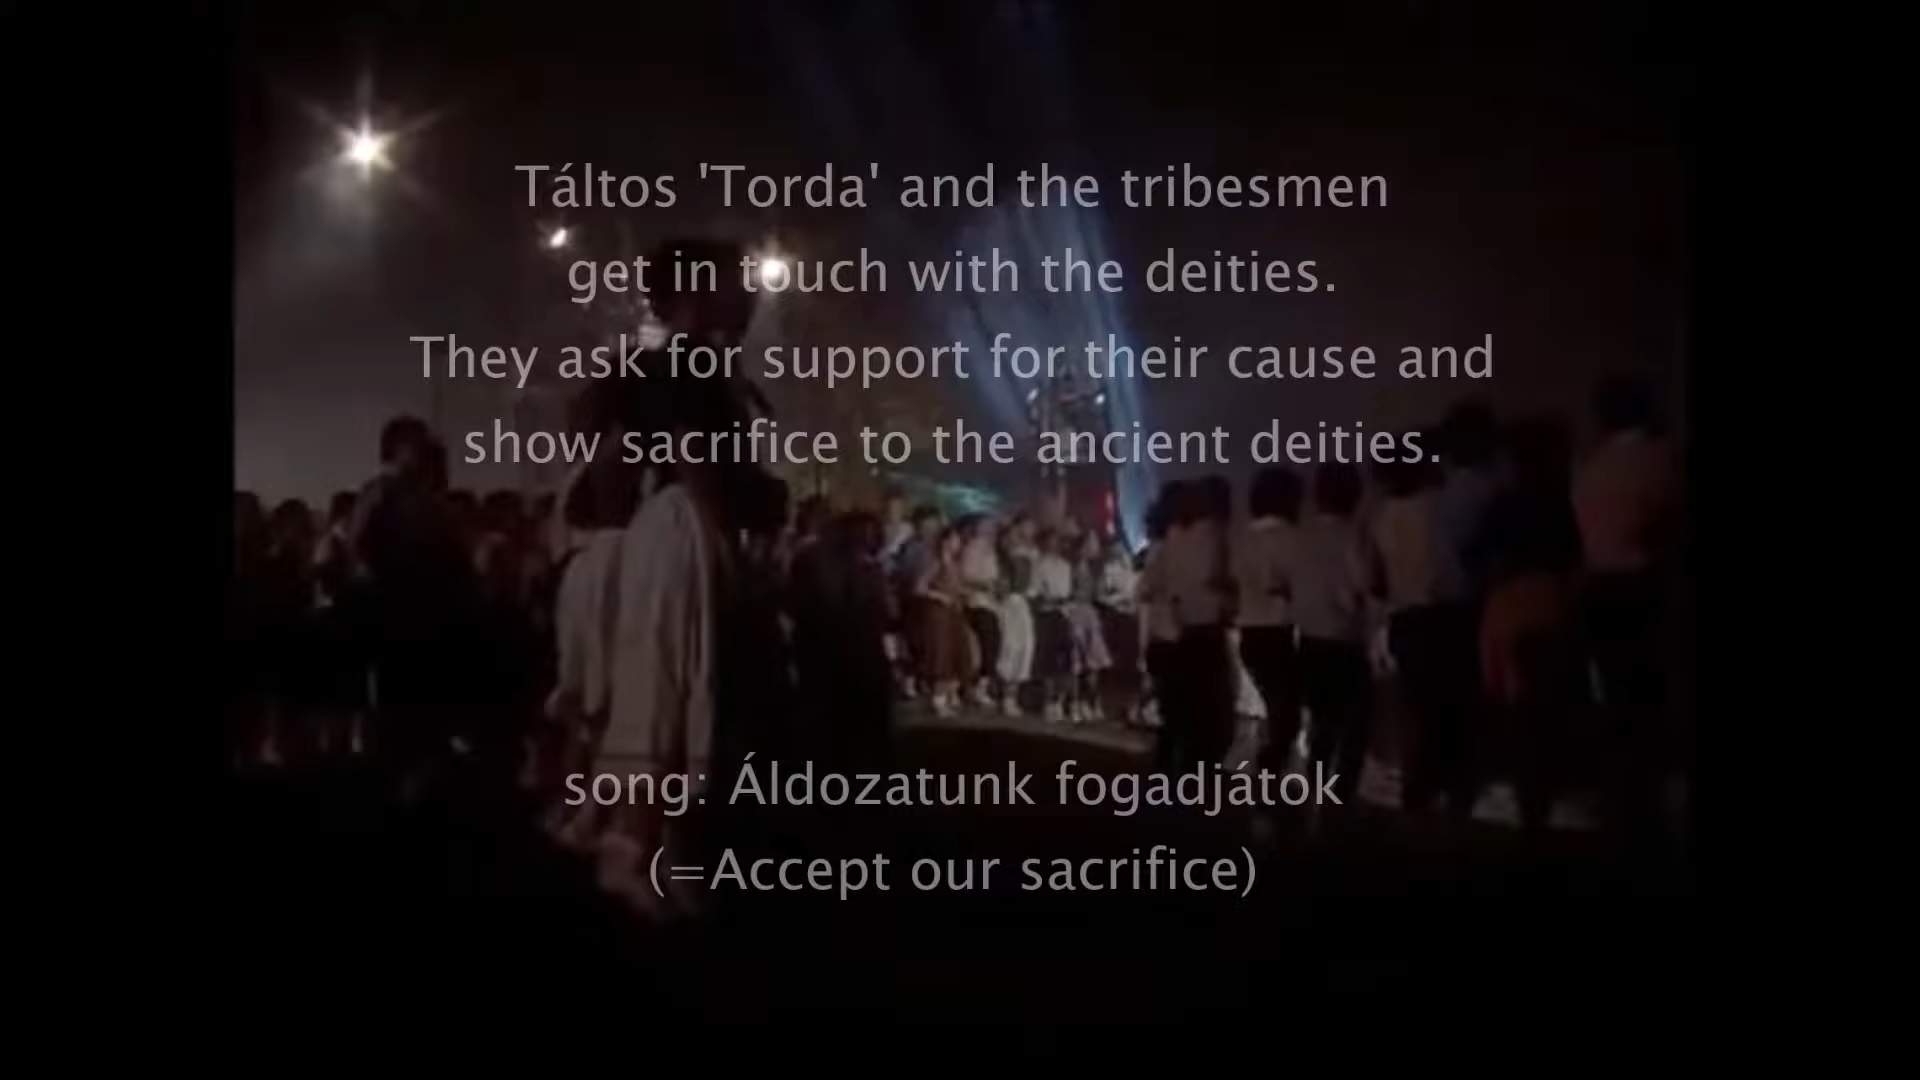 Táltos 'Torda' and the tribesmen
get in touch with the deities.
They ask for support for their cause and
show sacrifice to the ancient deities.
song: Áldozatunk fogadjátok
(=Accept our sacrifice)